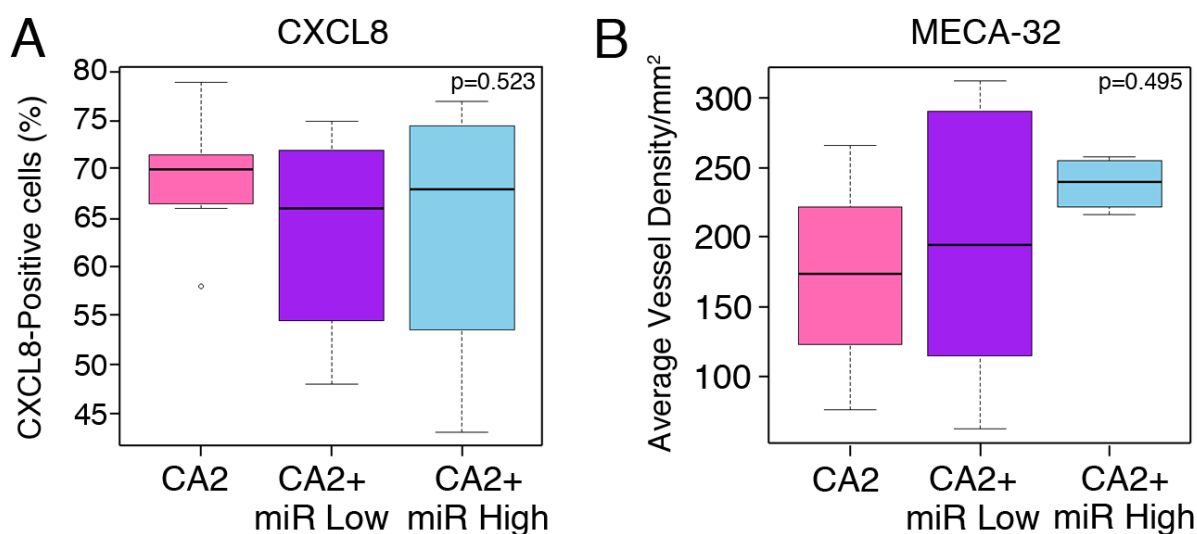 A
CXCL8
p=0.523
CXCL8-Positive cells (%)
80
75
70
65
60
55
50
45
CA2
CA2+
miR Low
CA2+
miR High
B
MECA-32
p=0.495
Average Vessel Density/mm²
300
250
200
150
100
CA2
CA2+
miR Low
CA2+
miR High